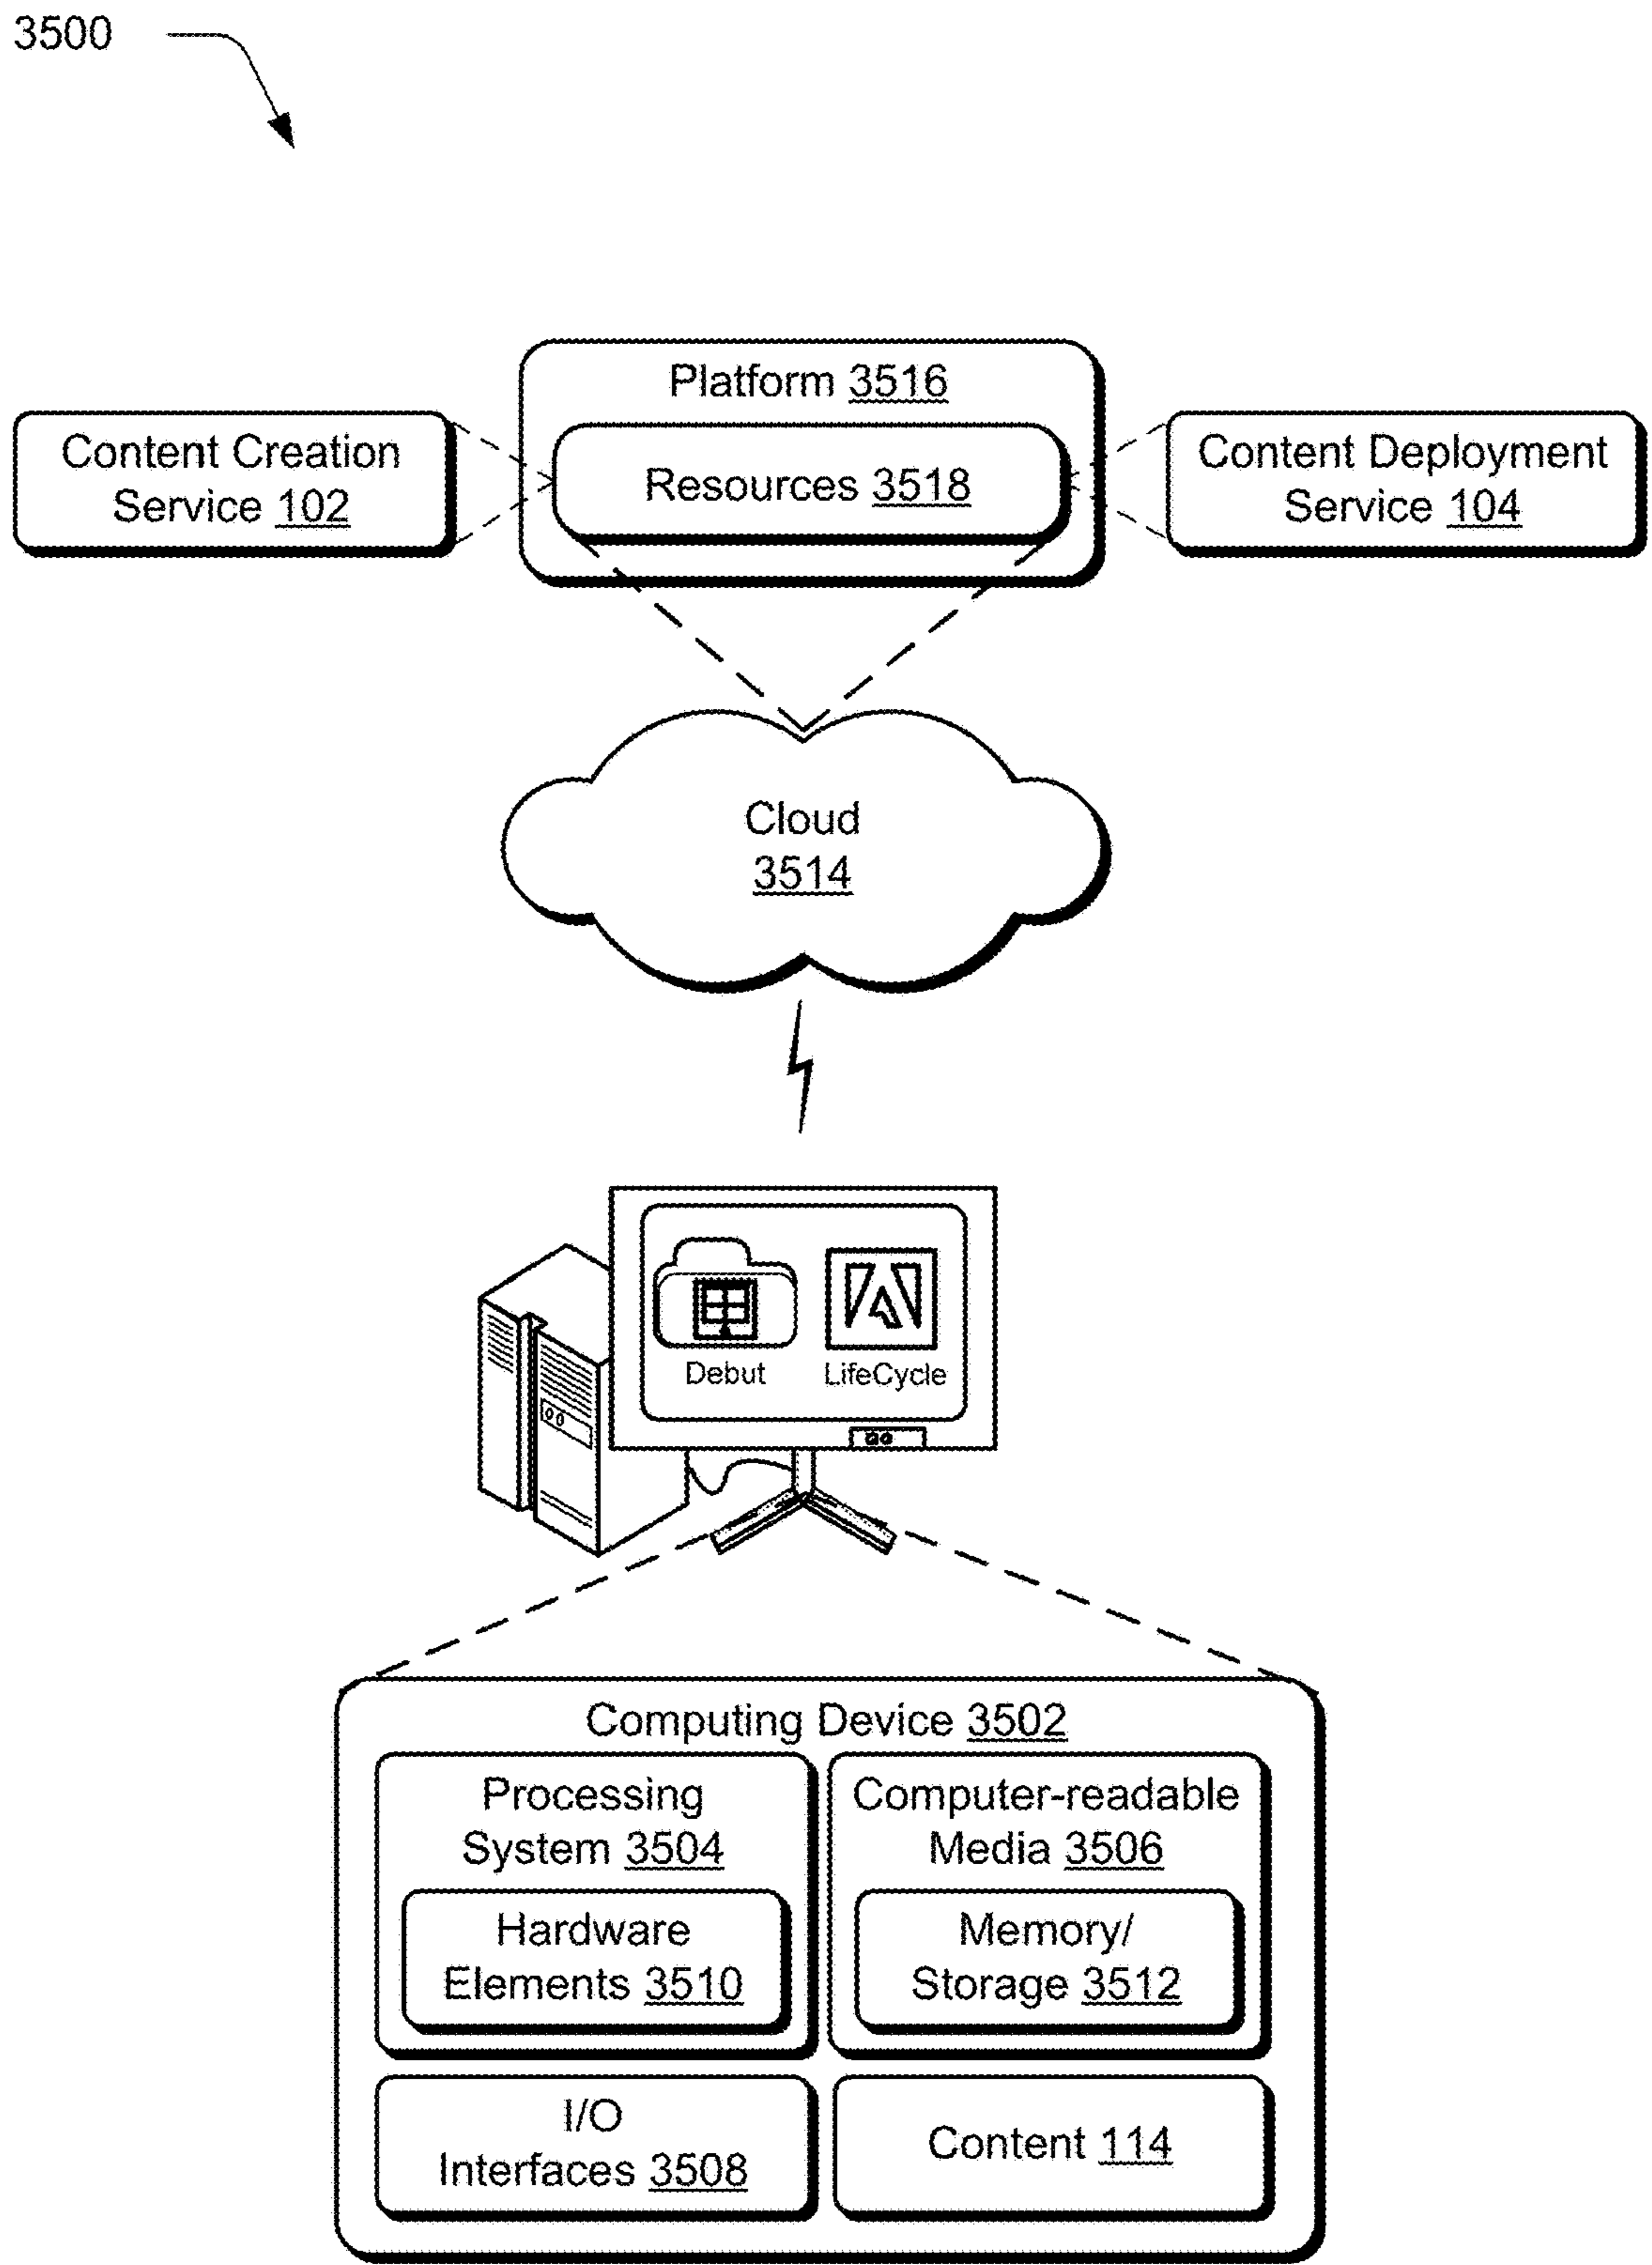 3500
Platform 3516
Resources 3518
Content Creation
Service 102
Content Deployment
Service 104
Cloud
3514
Debut
LifeCycle
Computing Device 3502
Processing
System 3504
Hardware
Elements 3510
Computer-readable
Media 3506
Memory/
Storage 3512
I/O
Interfaces 3508
Content 114